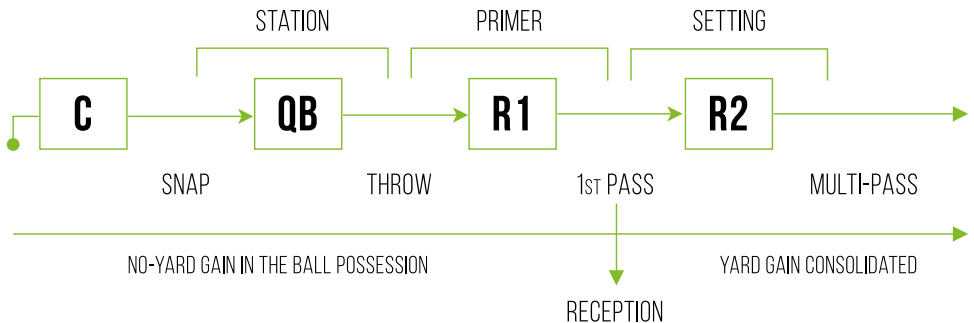 STATION PRIMER SETTING
C QB R1 R2
SNAP THROW 1ST PASS MULTI-PASS
NO-YARD GAIN IN THE BALL POSSESSION YARD GAIN CONSOLIDATED
RECEPTION